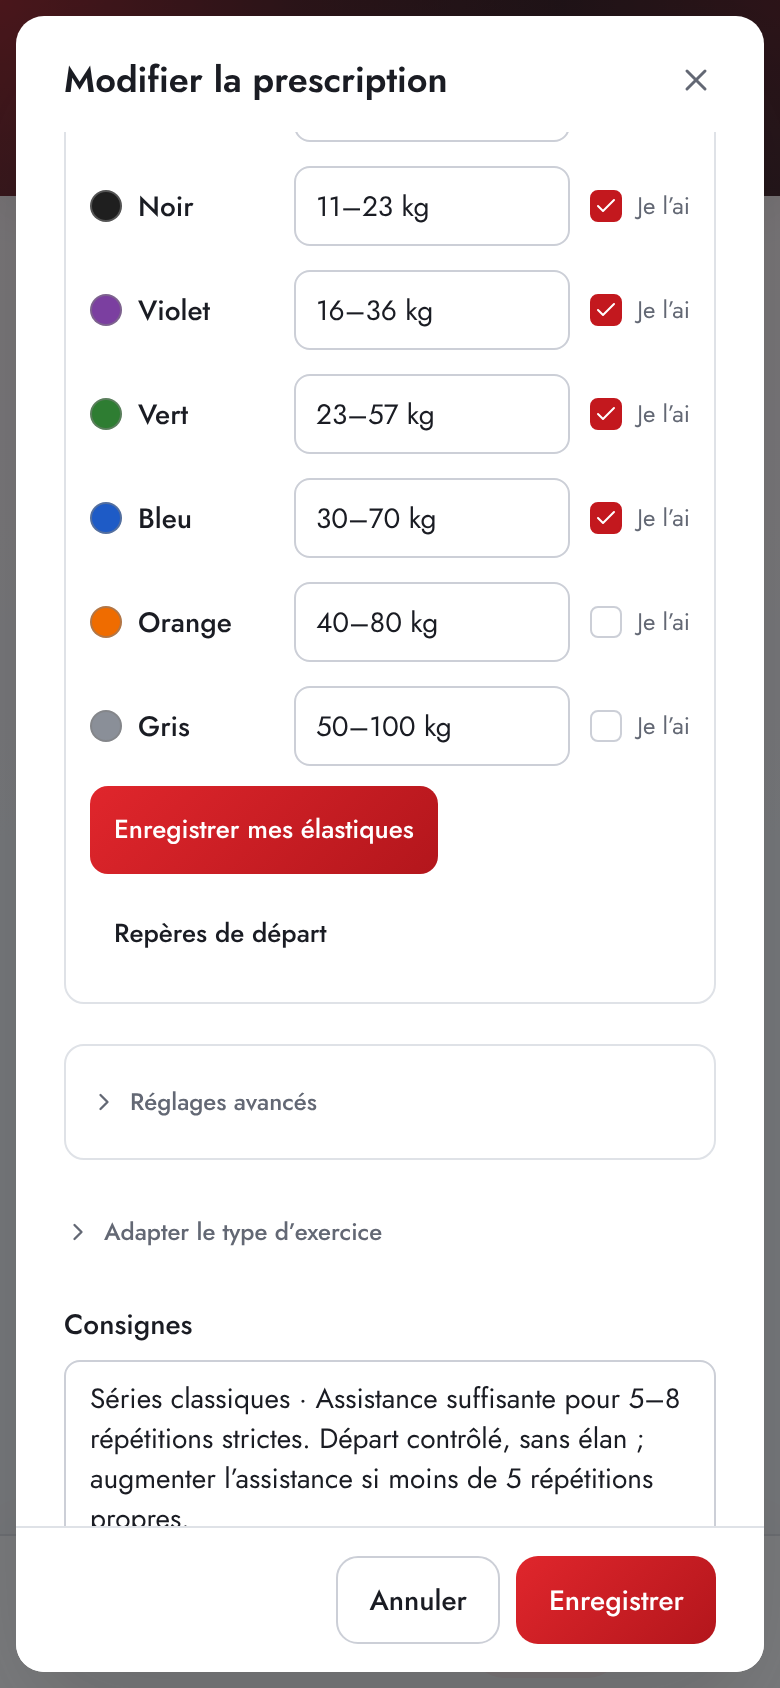 Modifier la prescription
Noir
11–23 kg
Je l’ai
Violet
16–36 kg
Je l’ai
Vert
23–57 kg
Je l’ai
Bleu
30–70 kg
Je l’ai
Orange
40–80 kg
Je l’ai
Gris
50–100 kg
Je l’ai
Enregistrer mes élastiques
Repères de départ
Réglages avancés
Adapter le type d’exercice
Consignes
Séries classiques · Assistance suffisante pour 5–8
répétitions strictes. Départ contrôlé, sans élan ;
augmenter l’assistance si moins de 5 répétitions
propres.
Annuler
Enregistrer